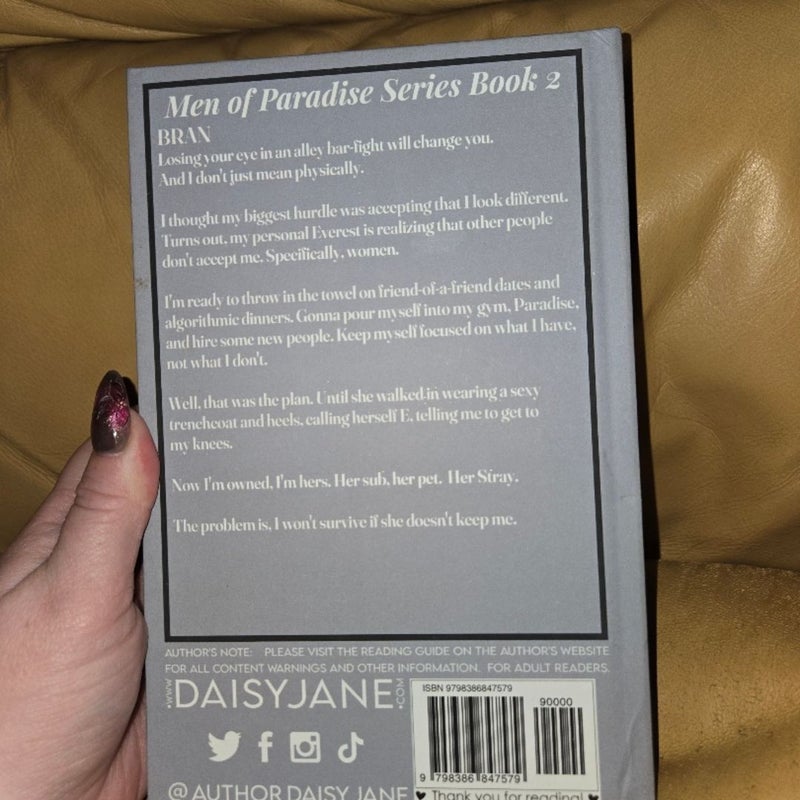 Men of Paradise Series Book 2
BRAN
Losing your eye in an alley bar-fight will change you.
And I don't just mean physically.
I thought my biggest hurdle was accepting that I look different.
Turns out, my personal Everest is realizing that other people
don't accept me. Specifically, women.
I'm ready to throw in the towel on friend-of-a-friend dates and
algorithmic dinners. Gonna pour myself into my gym, Paradise,
and hire some new people. Keep myself focused on what I have,
not what I don't.
Well, that was the plan. Until she walked-in wearing a sexy
trenchcoat and heels, calling herself E, telling me to get to
my knees.
Now I'm owned, I'm hers. Her sub, her pet. Her Stray.
The problem is, I won't survive if she doesn't keep me.
AUTHOR'S NOTE: PLEASE VISIT THE READING GUIDE ON THE AUTHOR'S WEBSITE
FOR ALL CONTENT WARNINGS AND OTHER INFORMATION. FOR ADULT READERS.
WWW.DAISYJANE.COM
@AUTHOR DAISY JANE
ISBN 9798386847579
90000
9 798386 847579
Thank you for reading!